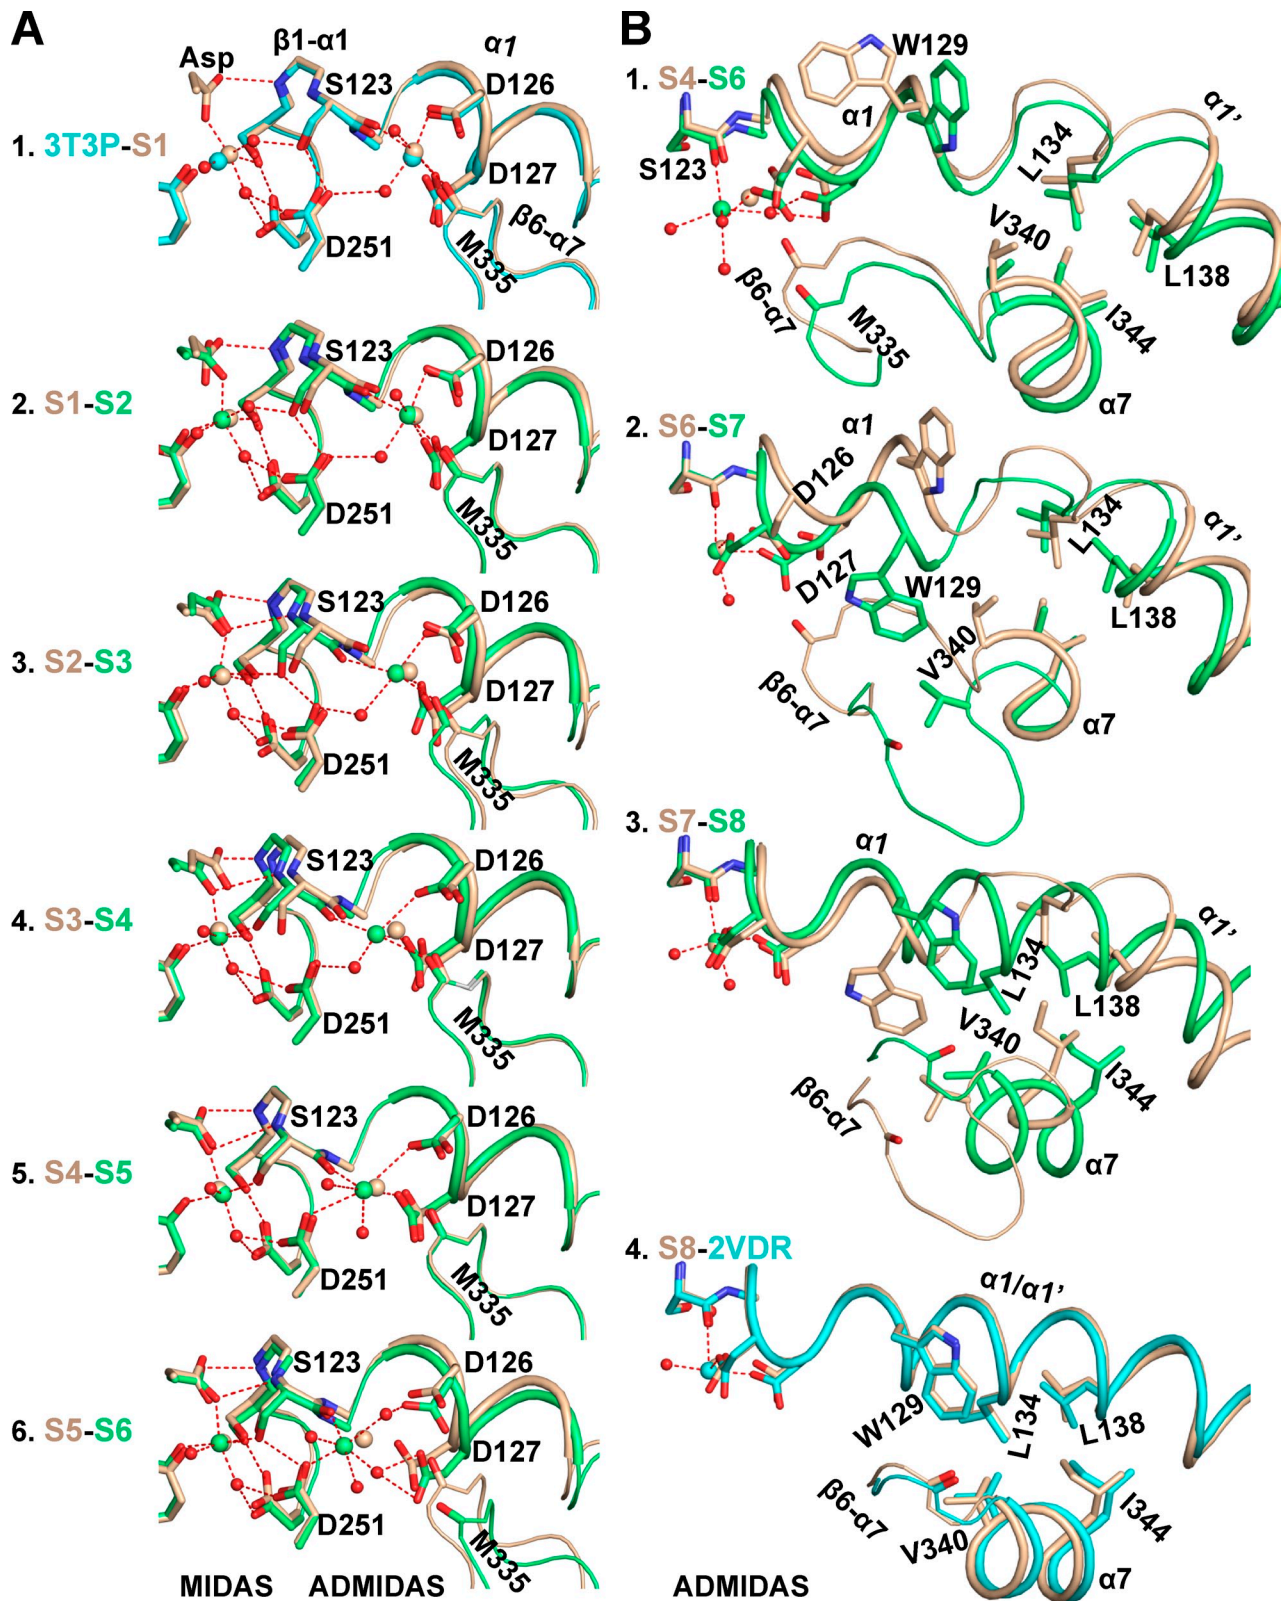 A
Asp
β1-α1
S123
α1
D126
1. 3T3P-S1
D127
D251
M335
β6-α7
S123
D126
2. S1-S2
D127
D251
M335
S123
D126
3. S2-S3
D127
D251
M335
S123
D126
4. S3-S4
D127
D251
M335
S123
D126
5. S4-S5
D127
D251
M335
S123
D126
6. S5-S6
D127
D251
M335
MIDAS
ADMIDAS
B
W129
1. S4-S6
α1
α1’
L134
S123
V340
L138
β6-α7
M335
I344
α7
2. S6-S7
α1
D126
L134
α1’
D127
W129
L138
V340
β6-α7
α7
3. S7-S8
α1
α1’
L134
L138
V340
I344
β6-α7
α7
4. S8-2VDR
α1/α1’
W129
L134
L138
β6-α7
V340
I344
α7
ADMIDAS